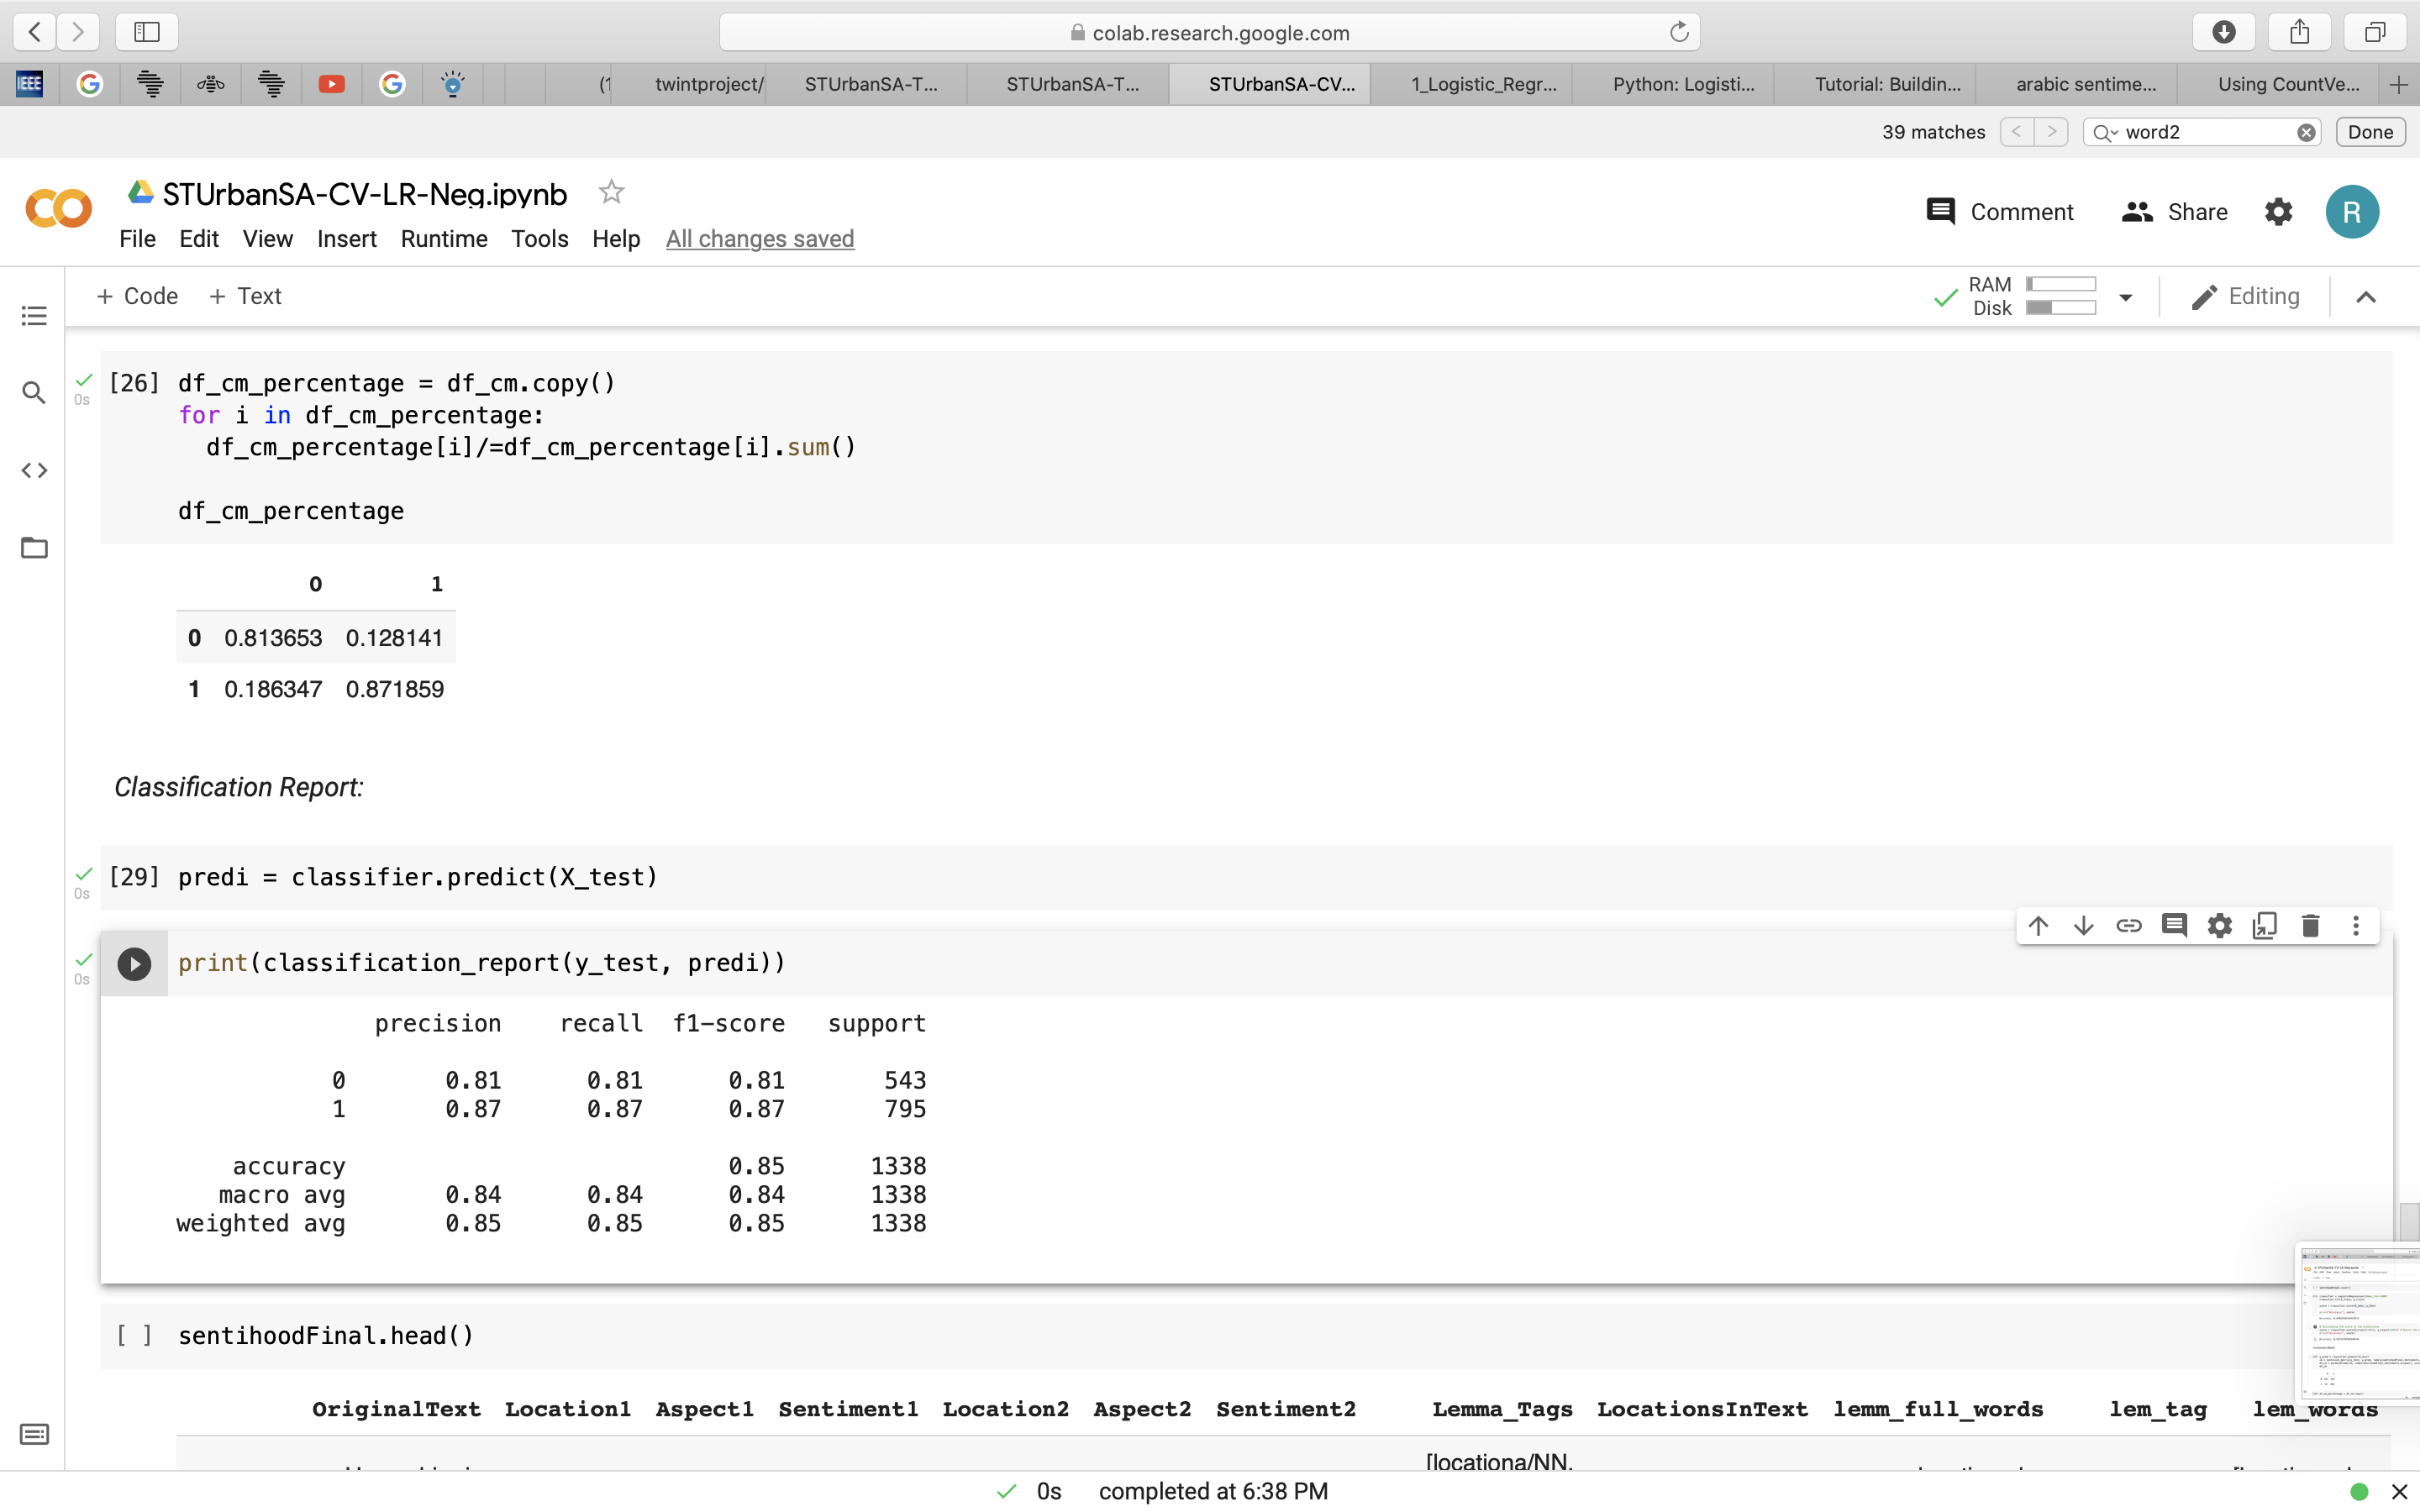 colab.research.google.com
IEEE
(1
twintproject/
STUrbanSA-T...
STUrbanSA-T...
STUrbanSA-CV...
1_Logistic_Regr...
Python: Logisti...
Tutorial: Buildin...
arabic sentime...
Using CountVe...
39 matches
word2
Done
STUrbanSA-CV-LR-Neg.ipynb
Comment
Share
R
File Edit View Insert Runtime Tools Help All changes saved
+ Code + Text
RAM
Disk
Editing
[26] df_cm_percentage = df_cm.copy()
0s
for i in df_cm_percentage:
df_cm_percentage[i]/=df_cm_percentage[i].sum()
df_cm_percentage
0 1
0 0.813653 0.128141
1 0.186347 0.871859
Classification Report:
[29] predi = classifier.predict(X_test)
0s
print(classification_report(y_test, predi))
0s
precision recall f1-score support
0 0.81 0.81 0.81 543
1 0.87 0.87 0.87 795
accuracy 0.85 1338
macro avg 0.84 0.84 0.84 1338
weighted avg 0.85 0.85 0.85 1338
[ ] sentihoodFinal.head()
OriginalText Location1 Aspect1 Sentiment1 Location2 Aspect2 Sentiment2 Lemma_Tags LocationsInText lemm_full_words lem_tag lem_words
[locationa/NN,
0s completed at 6:38 PM